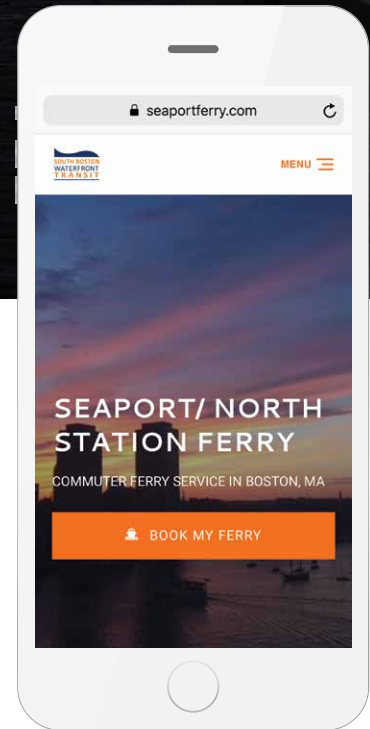 seaportferry.com
SOUTH BOSTON
WATERFRONT
TRANSIT
MENU
SEAPORT/ NORTH
STATION FERRY
COMMUTER FERRY SERVICE IN BOSTON, MA
BOOK MY FERRY